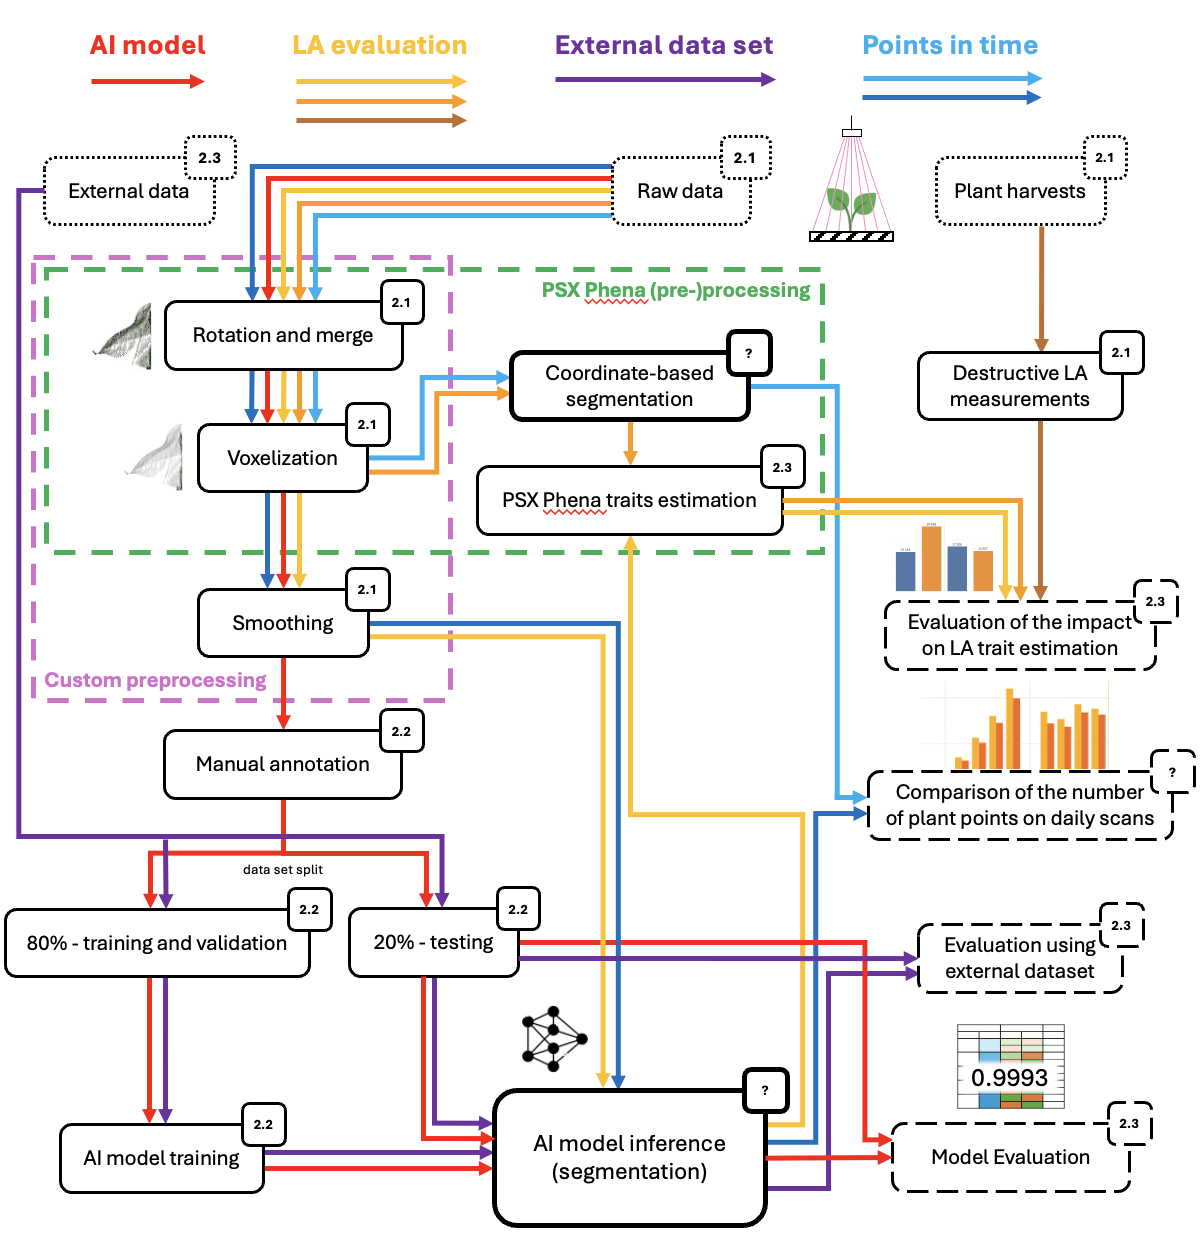 AI model
LA evaluation
External data set
Points in time
2.3
External data
2.1
Raw data
2.1
Plant harvests
PSX Phena (pre-)processing
2.1
Rotation and merge
?
Coordinate-based
segmentation
2.1
Destructive LA
measurements
2.1
Voxelization
2.3
PSX Phena traits estimation
2.1
Smoothing
2.3
Evaluation of the impact
on LA trait estimation
Custom preprocessing
2.2
Manual annotation
?
Comparison of the number
of plant points on daily scans
data set split
2.2
80% - training and validation
2.2
20% - testing
2.3
Evaluation using
external dataset
0.9993
?
AI model inference
(segmentation)
2.2
AI model training
2.3
Model Evaluation